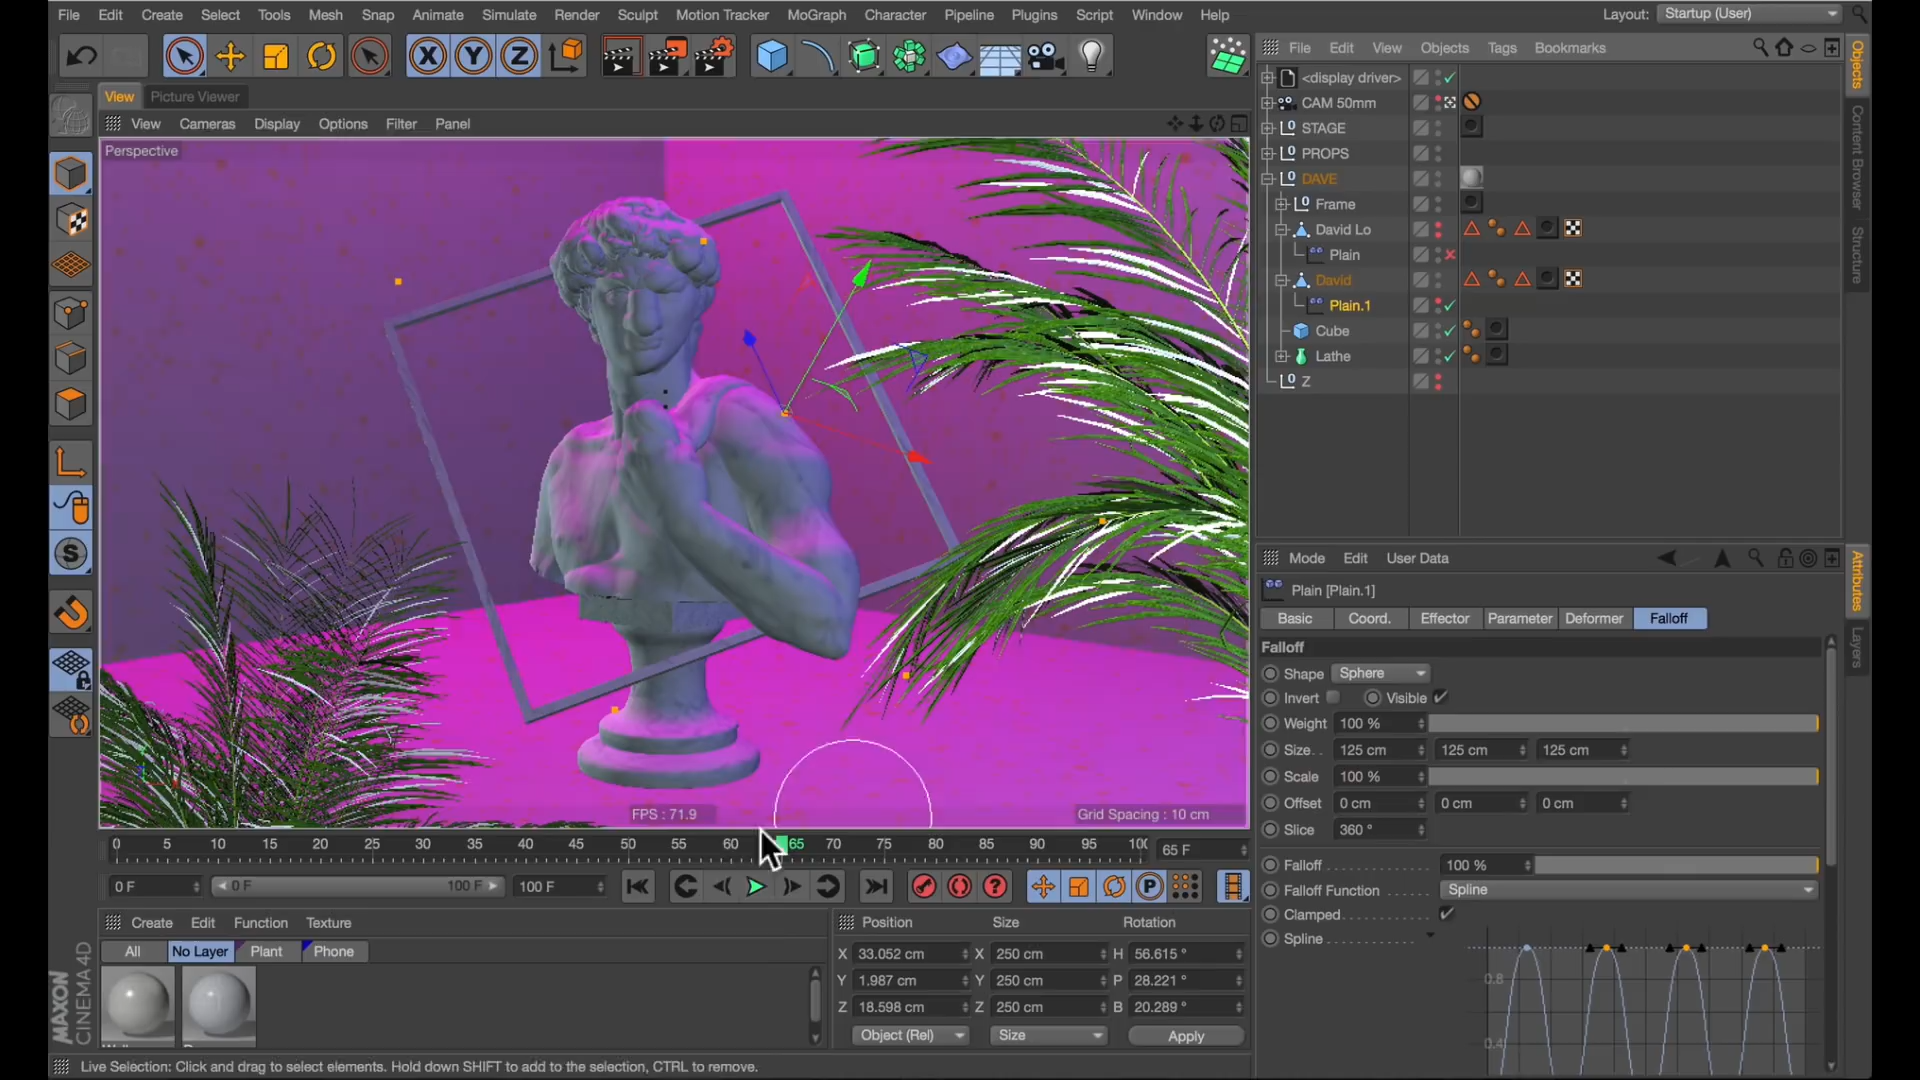 File Edit Create Select Tools Mesh Snap Animate Simulate Render Sculpt Motion Tracker MoGraph Character Pipeline Plugins Script Window Help Layout: Startup (User)
X Y Z
File Edit View Objects Tags Bookmarks
View Picture Viewer
View Cameras Display Options Filter Panel
Perspective
<display driver>
CAM 50mm
STAGE
PROPS
DAVE
Frame
David Lo
Plain
David
Plain.1
Cube
Lathe
Z
Objects
Content Browser
Structure
Attributes
Layers
Mode Edit User Data
Plain [Plain.1]
Basic Coord. Effector Parameter Deformer Falloff
Falloff
Shape Sphere
Invert Visible
Weight 100 %
Size 125 cm 125 cm 125 cm
Scale 100 %
Offset 0 cm 0 cm 0 cm
Slice 360 °
Falloff 100 %
Falloff Function Spline
Clamped
Spline
0.8
0.4
FPS : 71.9
Grid Spacing : 10 cm
0 5 10 15 20 25 30 35 40 45 50 55 60 65 70 75 80 85 90 95 65 F
0 F 0 F 100 F 100 F
Create Edit Function Texture
All No Layer Plant Phone
Position Size Rotation
X 33.052 cm X 250 cm H 56.615 °
Y 1.987 cm Y 250 cm P 28.221 °
Z 18.598 cm Z 250 cm B 20.289 °
Object (Rel) Size Apply
MAXON
CINEMA 4D
Live Selection: Click and drag to select elements. Hold down SHIFT to add to the selection, CTRL to remove.